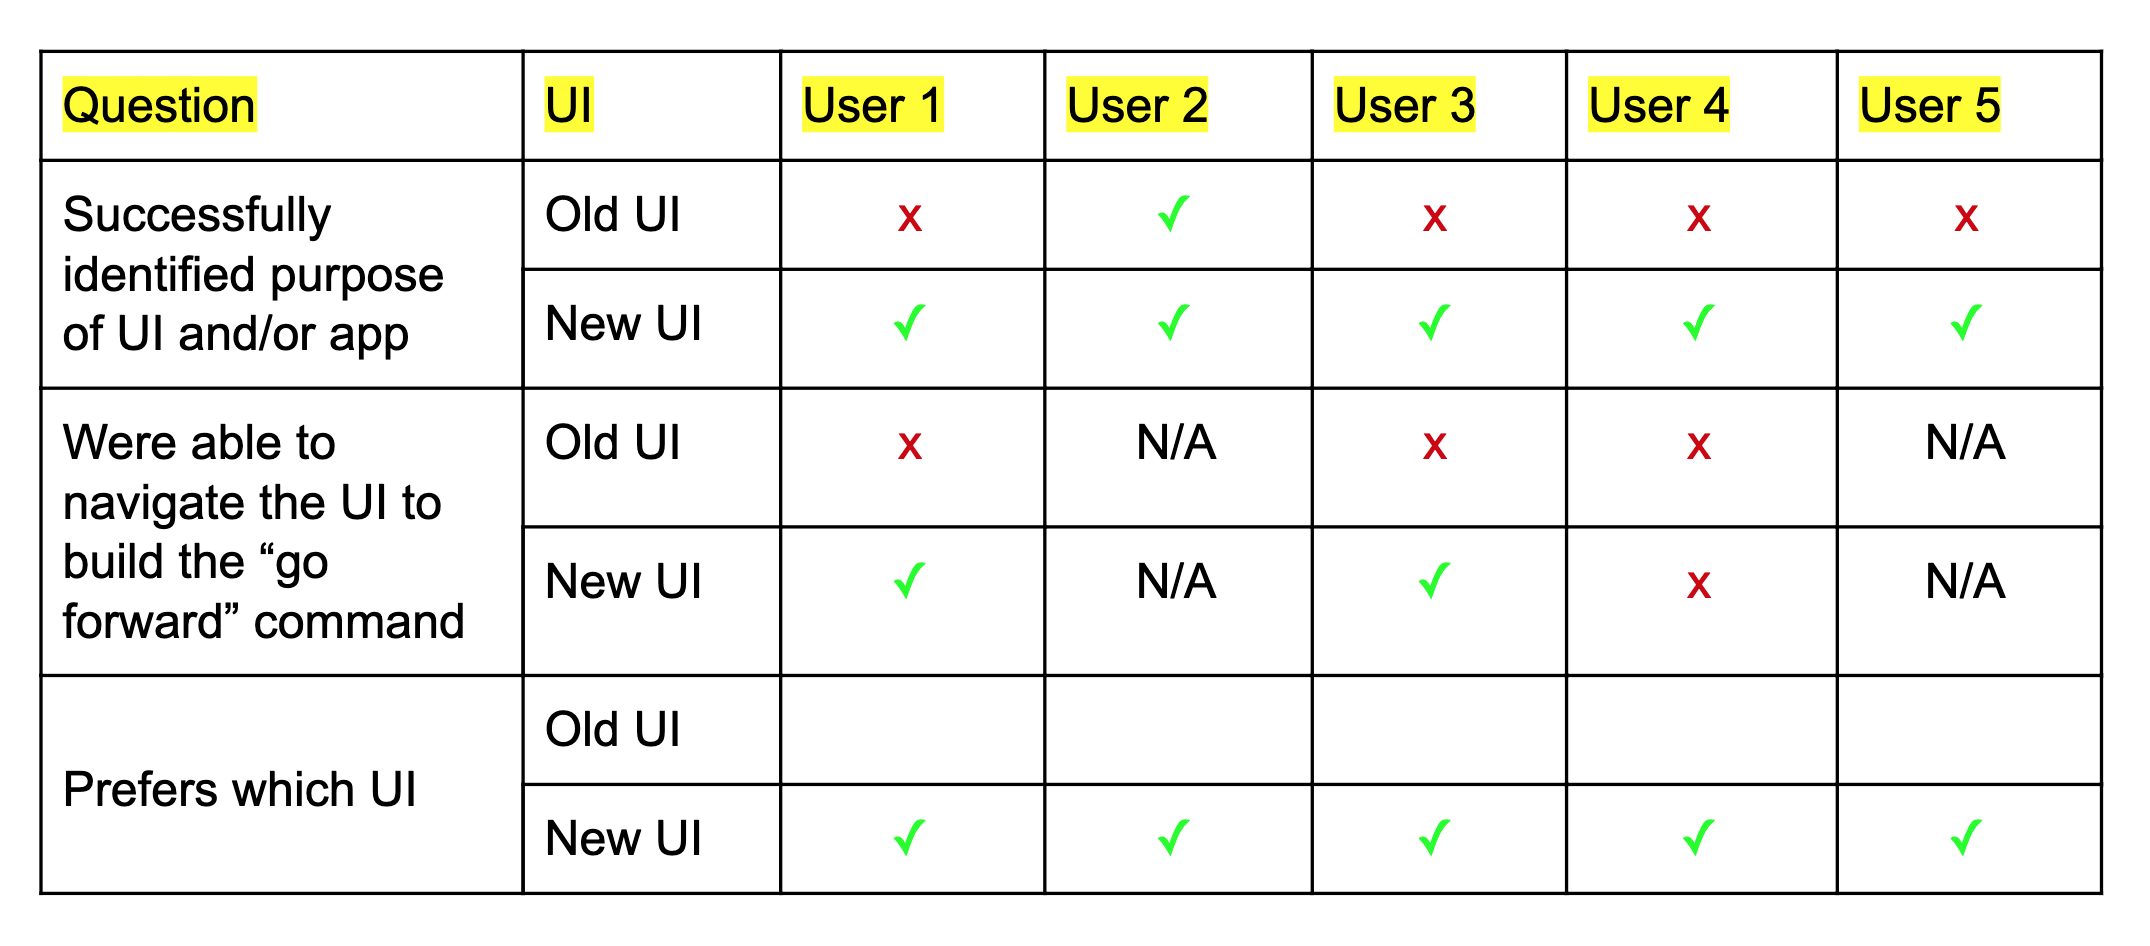 Question UI User 1 User 2 User 3 User 4 User 5
Successfully
identified purpose
of UI and/or app
Old UI x ✓ x x x
New UI ✓ ✓ ✓ ✓ ✓
Were able to
navigate the UI to
build the “go
forward” command
Old UI x N/A x x N/A
New UI ✓ N/A ✓ x N/A
Prefers which UI
Old UI
New UI ✓ ✓ ✓ ✓ ✓